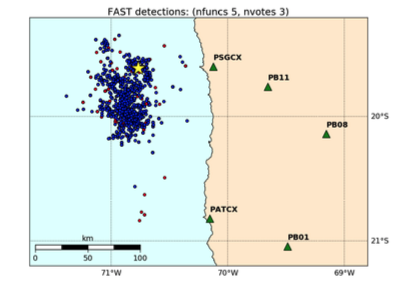 FAST detections: (nfuncs 5, nvotes 3)
PSGCX
PB11
20°S
PB08
PATCX
PB01
km
0 50 100
21°S
71°W 70°W 69°W